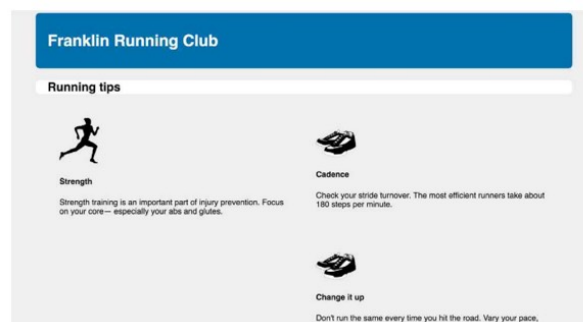 Franklin Running Club
Running tips
Strength
Strength training is an important part of injury prevention. Focus
on your core— especially your abs and glutes.
Cadence
Check your stride turnover. The most efficient runners take about
180 steps per minute.
Change it up
Don't run the same every time you hit the road. Vary your pace,